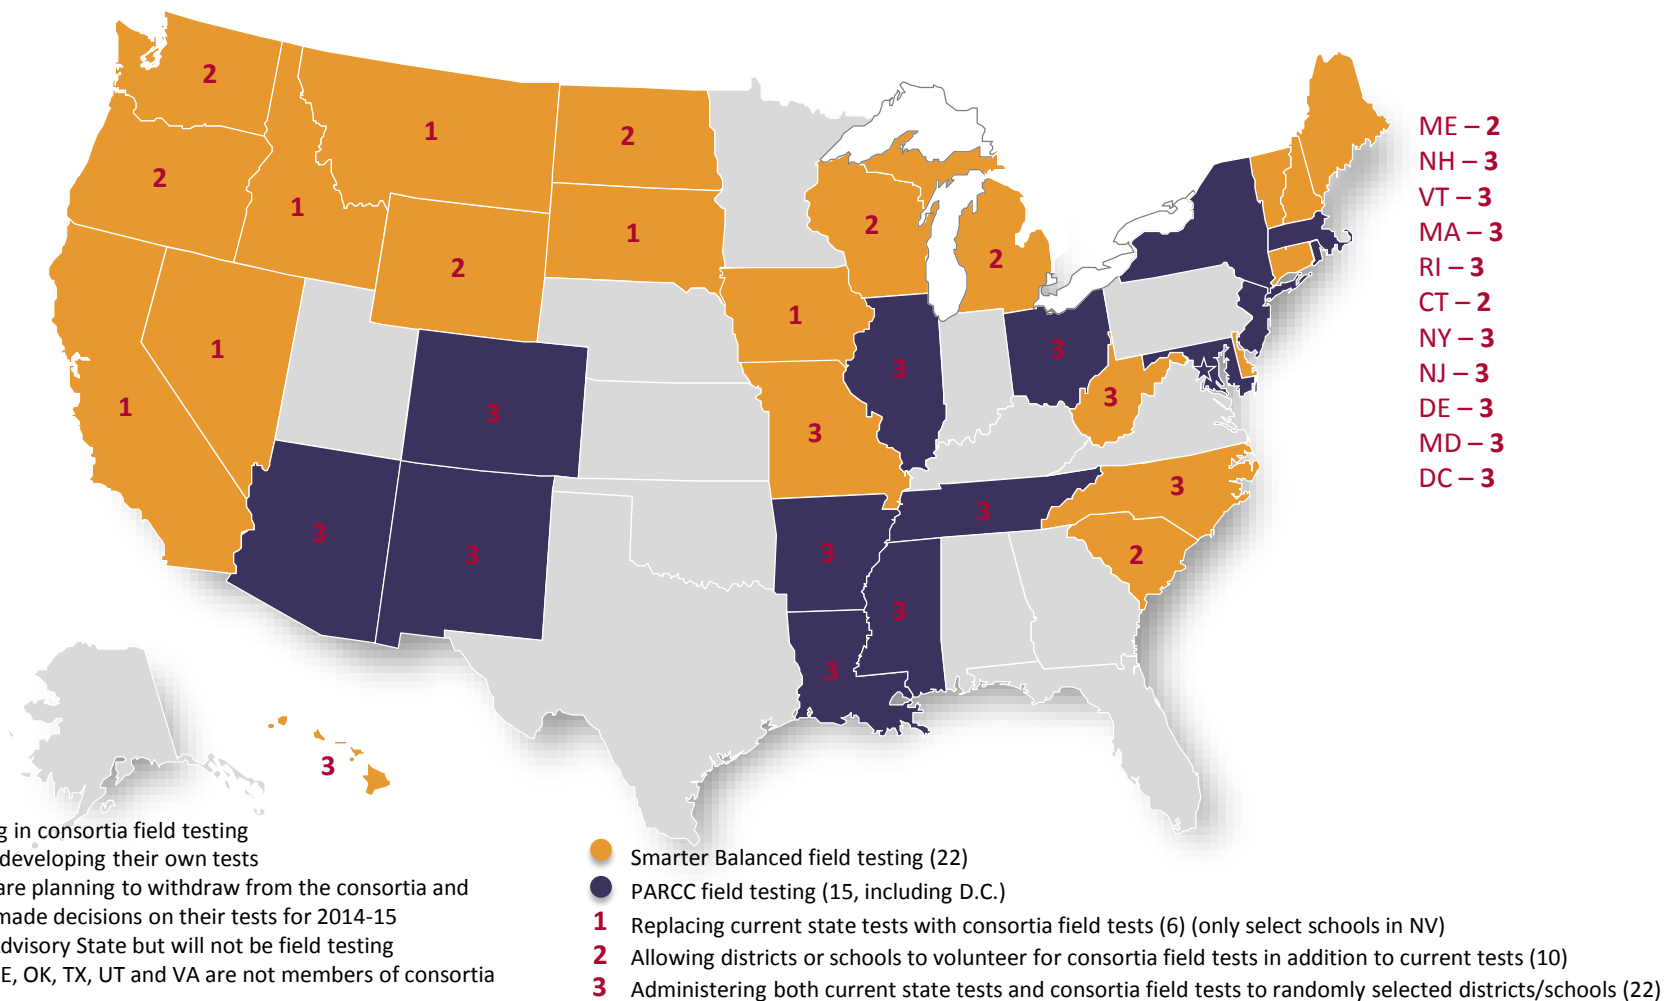 2
2
1
1
2
2
1
1
1
2
1
2
2
3
3
3
3
3
3
3
3
3
3
3
3
2
3
ME – 2
NH – 3
VT – 3
MA – 3
RI – 3
CT – 2
NY – 3
NJ – 3
DE – 3
MD – 3
DC – 3
g in consortia field testing
developing their own tests
are planning to withdraw from the consortia and
made decisions on their tests for 2014-15
dvisory State but will not be field testing
E, OK, TX, UT and VA are not members of consortia
Smarter Balanced field testing (22)
PARCC field testing (15, including D.C.)
1 Replacing current state tests with consortia field tests (6) (only select schools in NV)
2 Allowing districts or schools to volunteer for consortia field tests in addition to current tests (10)
3 Administering both current state tests and consortia field tests to randomly selected districts/schools (22)